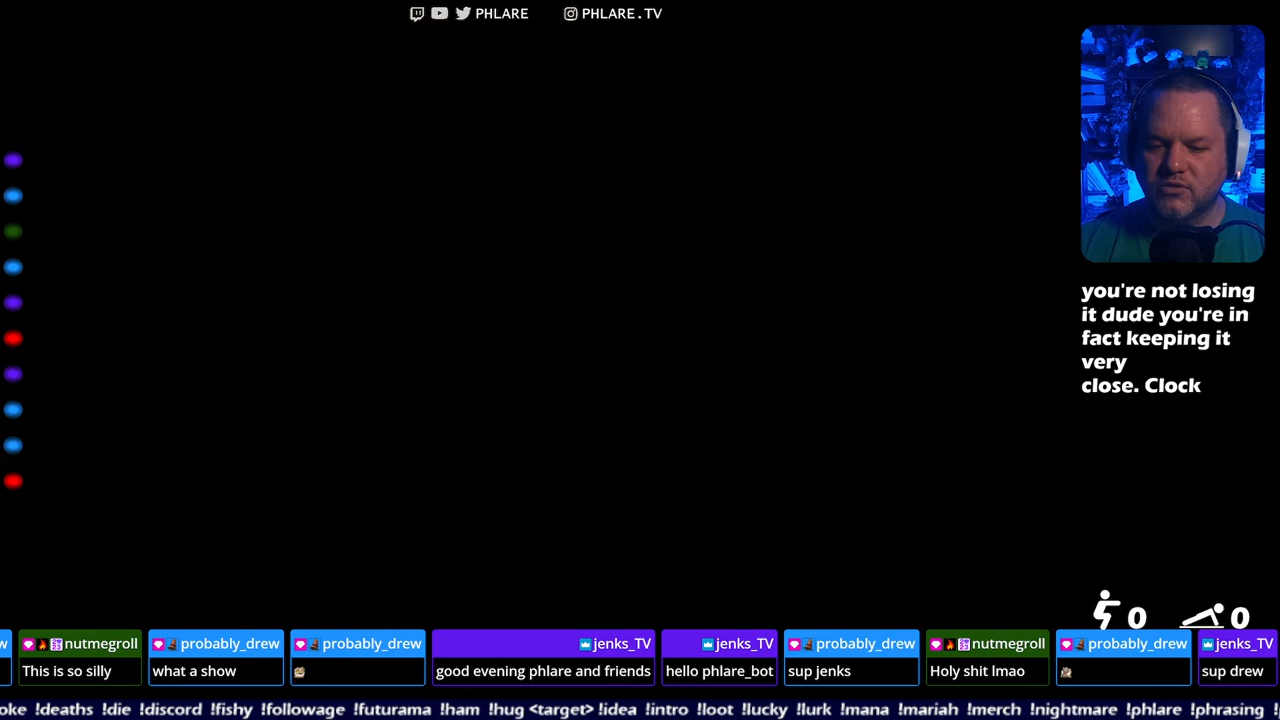 PHLARE PHLARE.TV
you're not losing
it dude you're in
fact keeping it
very
close. Clock
0 0
w nutmegroll probably_drew probably_drew jenks_TV jenks_TV probably_drew nutmegroll probably_drew jenks_TV
This is so silly what a show good evening phlare and friends hello phlare_bot sup jenks Holy shit lmao sup drew
oke !deaths !die !discord !fishy !followage !futurama !ham !hug <target> !idea !intro !loot !lucky !lurk !mana !mariah !merch !nightmare !phlare !phrasing